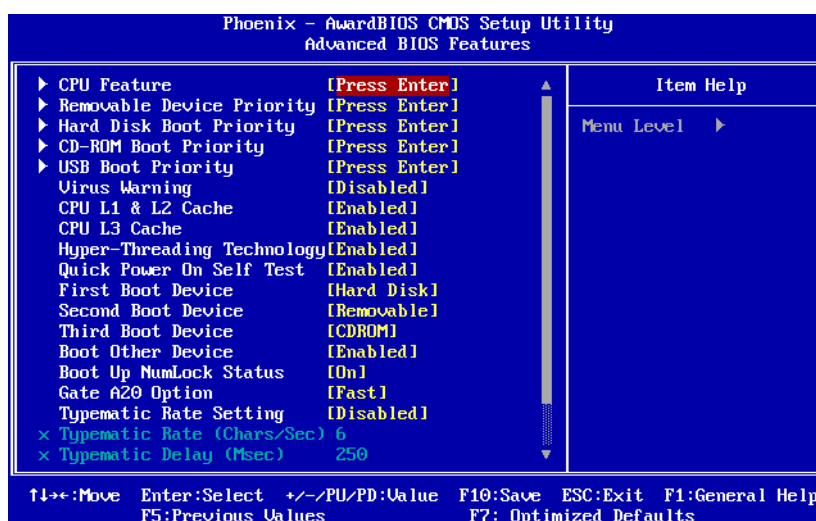 Phoenix - AwardBIOS CMOS Setup Utility
Advanced BIOS Features
CPU Feature [Press Enter]
Removable Device Priority [Press Enter]
Hard Disk Boot Priority [Press Enter]
CD-ROM Boot Priority [Press Enter]
USB Boot Priority [Press Enter]
Virus Warning [Disabled]
CPU L1 & L2 Cache [Enabled]
CPU L3 Cache [Enabled]
Hyper-Threading Technology[Enabled]
Quick Power On Self Test [Enabled]
First Boot Device [Hard Disk]
Second Boot Device [Removable]
Third Boot Device [CDROM]
Boot Other Device [Enabled]
Boot Up NumLock Status [On]
Gate A20 Option [Fast]
Typematic Rate Setting [Disabled]
x Typematic Rate (Chars/Sec) 6
x Typematic Delay (Msec) 250
Item Help
Menu Level
↑↓→←:Move Enter:Select +/-/PU/PD:Value F10:Save ESC:Exit F1:General Help
F5:Previous Values F7: Optimized Defaults